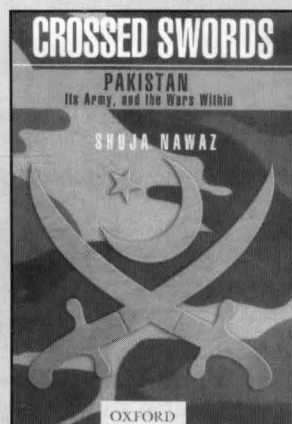 CROSSED SWORDS
PAKISTAN
Its Army, and the Wars Within
SHUJA NAWAZ
OXFORD